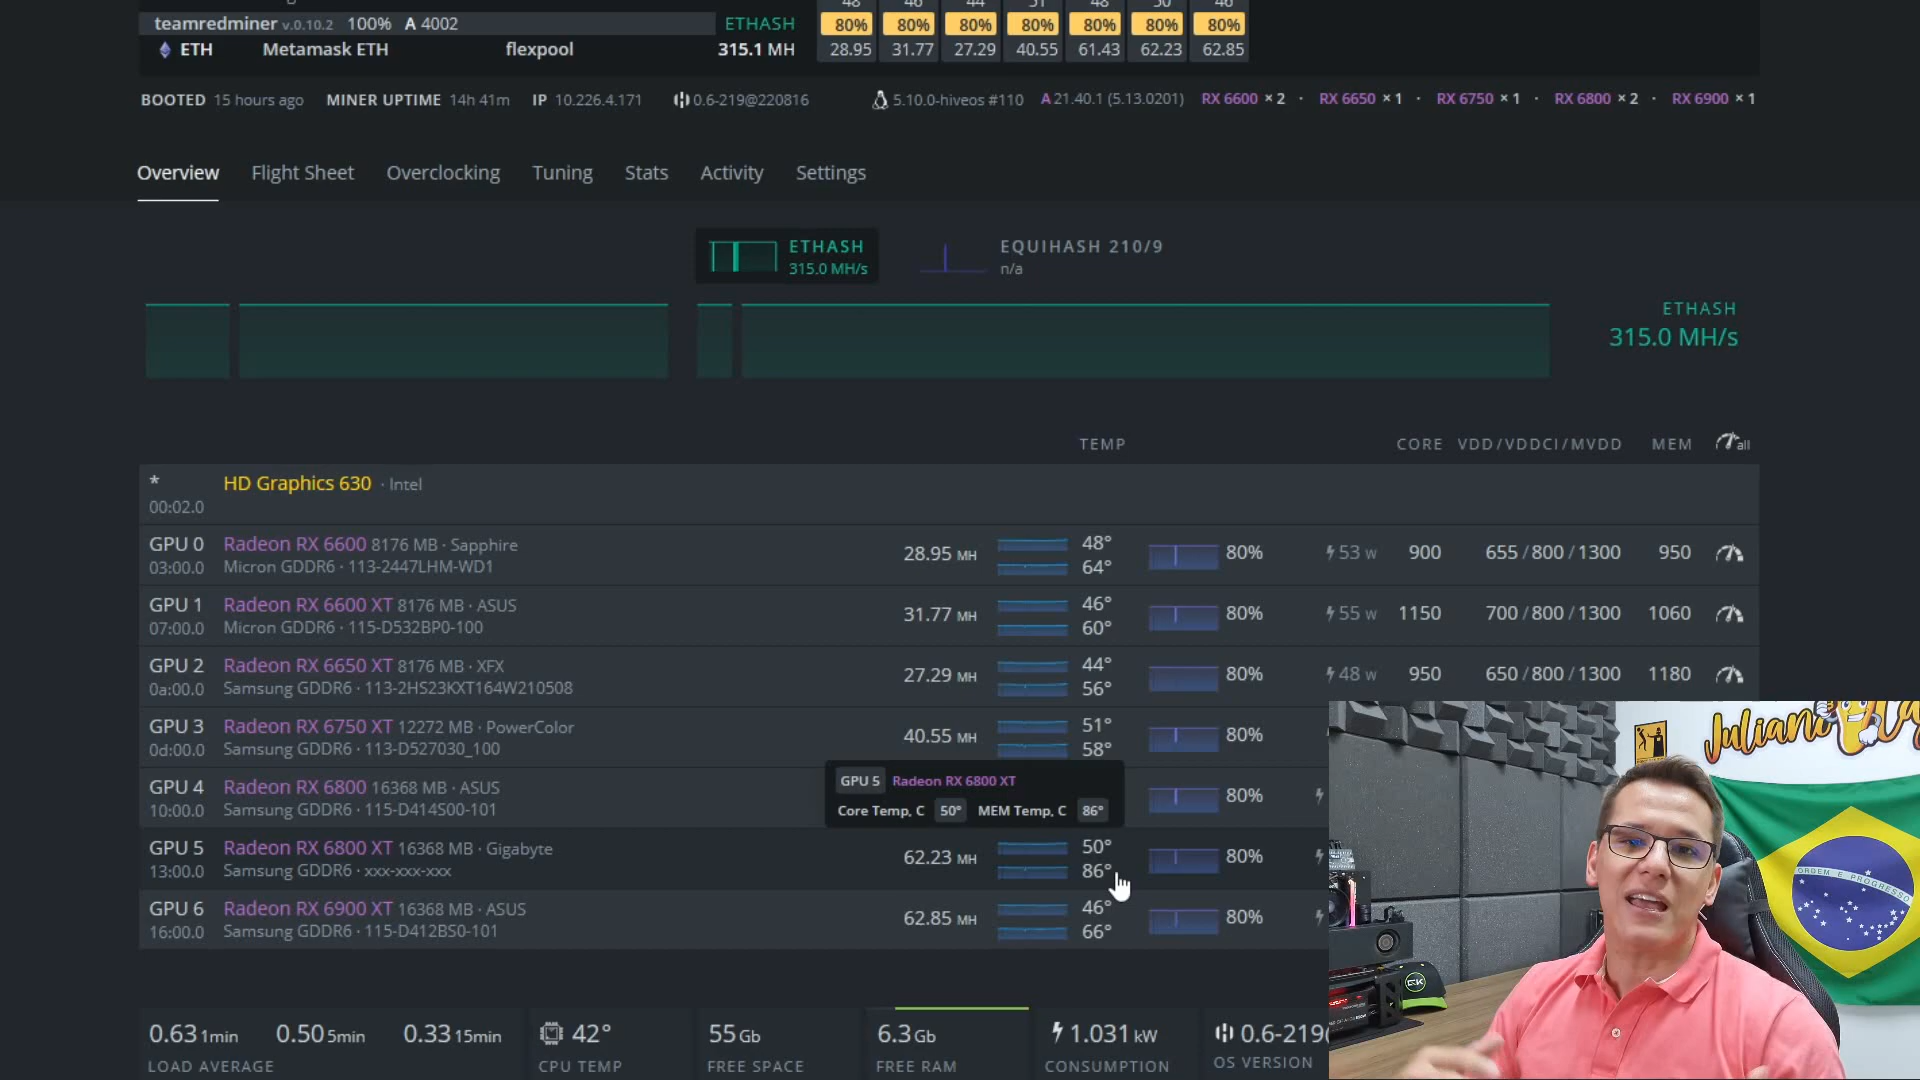 48 46 44 51 48 50 46
teamredminer v.0.10.2 100% A 4002 ETHASH 80% 80% 80% 80% 80% 80% 80%
ETH Metamask ETH flexpool 315.1 MH 28.95 31.77 27.29 40.55 61.43 62.23 62.85
BOOTED 15 hours ago MINER UPTIME 14h 41m IP 10.226.4.171 0.6-219@220816 5.10.0-hiveos #110 A 21.40.1 (5.13.0201) RX 6600 × 2 · RX 6650 × 1 · RX 6750 × 1 · RX 6800 × 2 · RX 6900 × 1
Overview Flight Sheet Overclocking Tuning Stats Activity Settings
ETHASH
315.0 MH/s
EQUIHASH 210/9
n/a
ETHASH
315.0 MH/s
TEMP CORE VDD/VDDCI/MVDD MEM all
* HD Graphics 630 · Intel
00:02.0
GPU 0 Radeon RX 6600 8176 MB · Sapphire
03:00.0 Micron GDDR6 · 113-2447LHM-WD1
28.95 MH 48° 64° 80% 53 W 900 655/800/1300 950
GPU 1 Radeon RX 6600 XT 8176 MB · ASUS
07:00.0 Micron GDDR6 · 115-D532BP0-100
31.77 MH 46° 60° 80% 55 W 1150 700/800/1300 1060
GPU 2 Radeon RX 6650 XT 8176 MB · XFX
0a:00.0 Samsung GDDR6 · 113-2HS23KXT164W210508
27.29 MH 44° 56° 80% 48 W 950 650/800/1300 1180
GPU 3 Radeon RX 6750 XT 12272 MB · PowerColor
0d:00.0 Samsung GDDR6 · 113-D527030_100
40.55 MH 51° 58° 80%
GPU 4 Radeon RX 6800 16368 MB · ASUS
10:00.0 Samsung GDDR6 · 115-D414S00-101
80%
GPU 5 Radeon RX 6800 XT
Core Temp, C 50° MEM Temp, C 86°
GPU 5 Radeon RX 6800 XT 16368 MB · Gigabyte
13:00.0 Samsung GDDR6 · xxx-xxx-xxx
62.23 MH 50° 86° 80%
GPU 6 Radeon RX 6900 XT 16368 MB · ASUS
16:00.0 Samsung GDDR6 · 115-D412BS0-101
62.85 MH 46° 66° 80%
0.63 1min 0.50 5min 0.33 15min 42° 55 Gb 6.3 Gb 1.031 kW 0.6-219
LOAD AVERAGE CPU TEMP FREE SPACE FREE RAM CONSUMPTION OS VERSION
Juliano
ORDEM E PROGRESSO